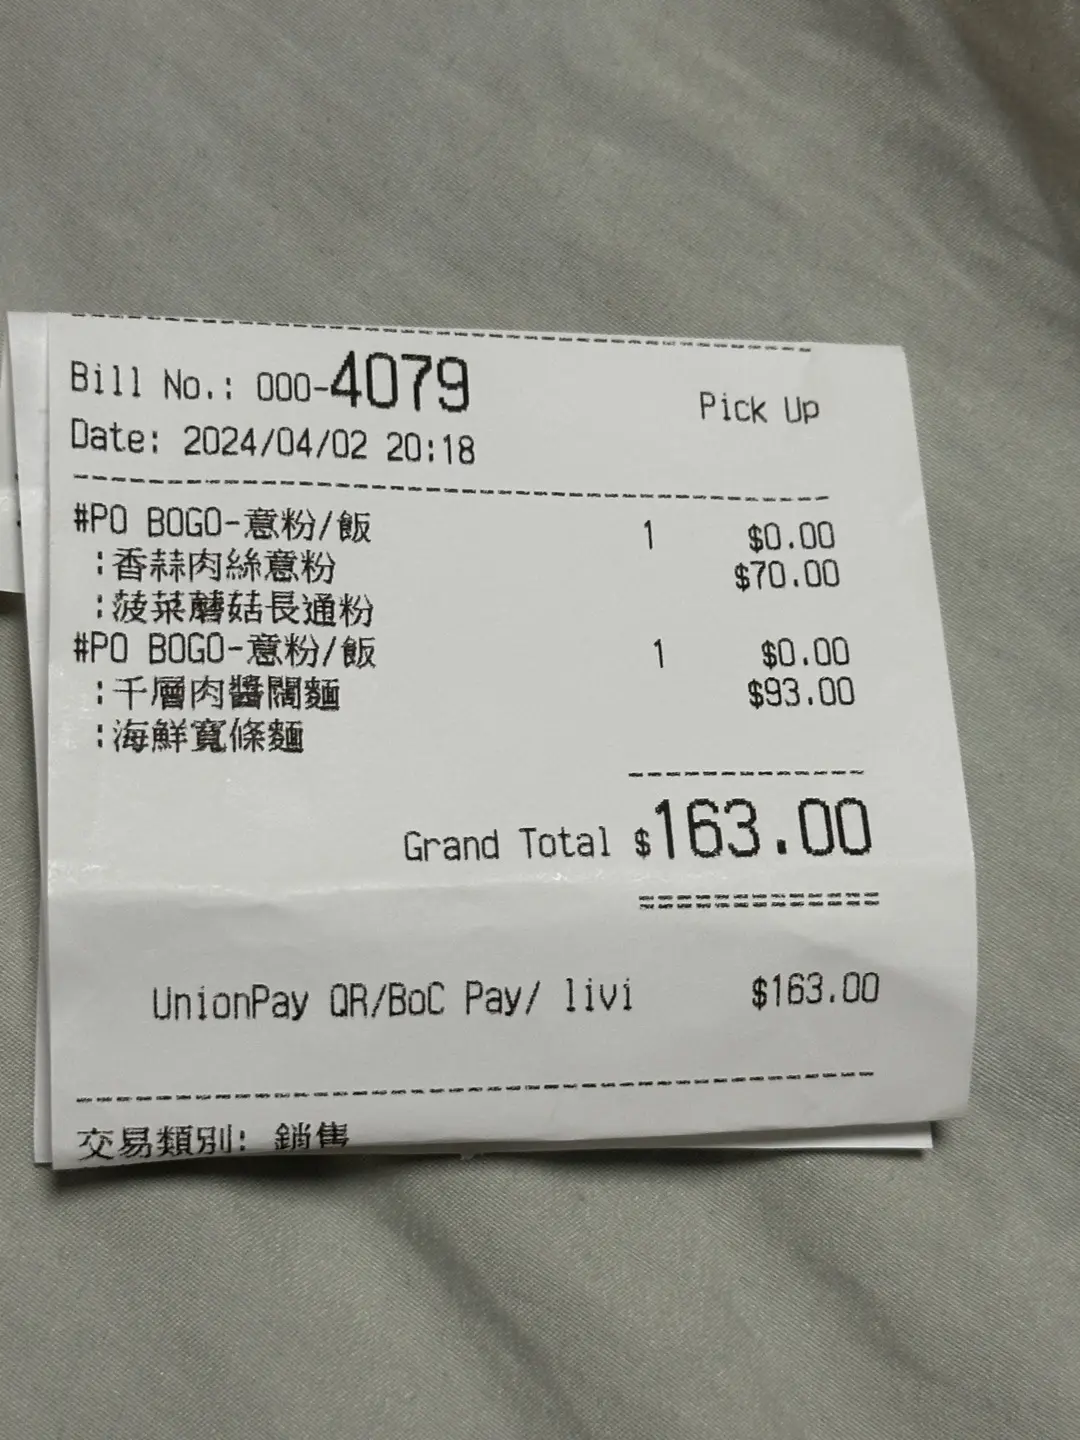 Bill No.: 000-4079 Pick Up
Date: 2024/04/02 20:18
#PO BOGO-意粉/飯 1 $0.00
:香蒜肉絲意粉 $70.00
:菠菜蘑菇長通粉
#PO BOGO-意粉/飯 1 $0.00
:千層肉醬闊麵 $93.00
:海鮮寬條麵
Grand Total $163.00
UnionPay QR/BoC Pay/ livi $163.00
交易類別: 銷售